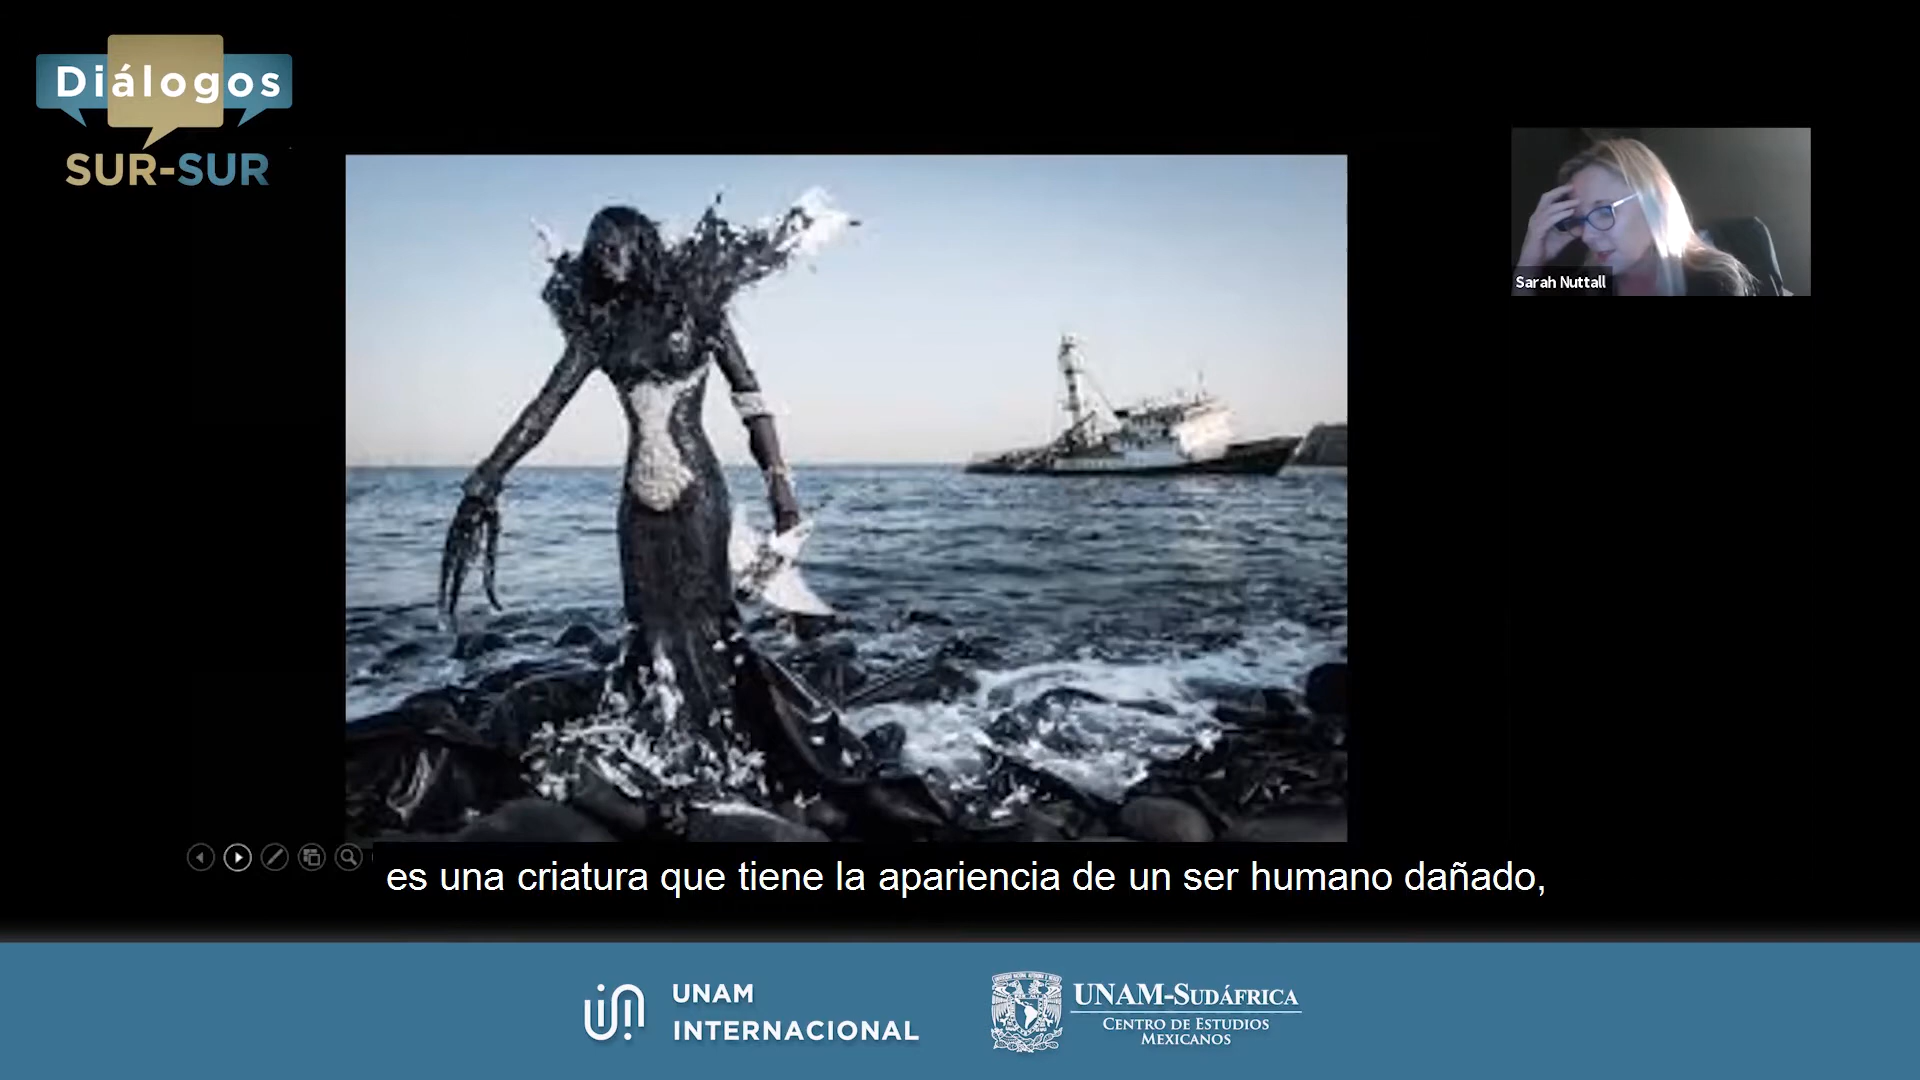 Diálogos
SUR-SUR
Sarah Nuttall
es una criatura que tiene la apariencia de un ser humano dañado,
UNAM
INTERNACIONAL
UNAM-SUDÁFRICA
CENTRO DE ESTUDIOS
MEXICANOS